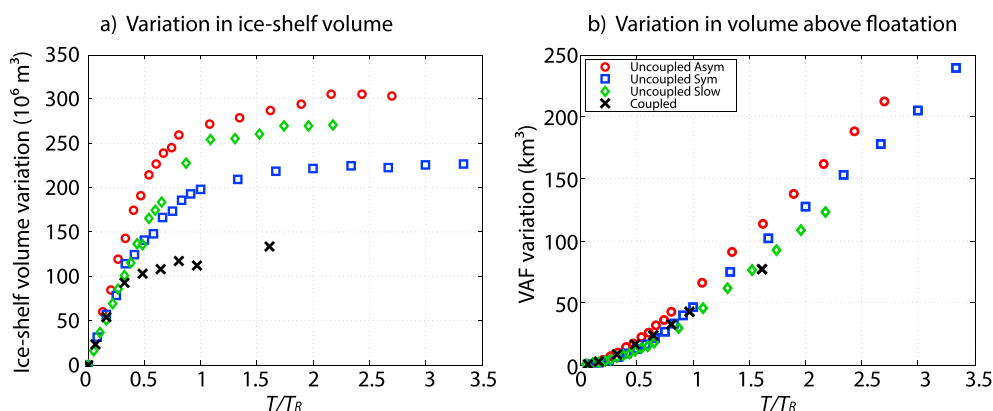 a) Variation in ice-shelf volume
Ice-shelf volume variation (10⁶ m³)
350
300
250
200
150
100
50
0
0 0.5 1 1.5 2 2.5 3 3.5
T/TR
b) Variation in volume above floatation
VAF variation (km³)
250
200
150
100
50
0
0 0.5 1 1.5 2 2.5 3 3.5
T/TR
Uncoupled Asym
Uncoupled Sym
Uncoupled Slow
Coupled